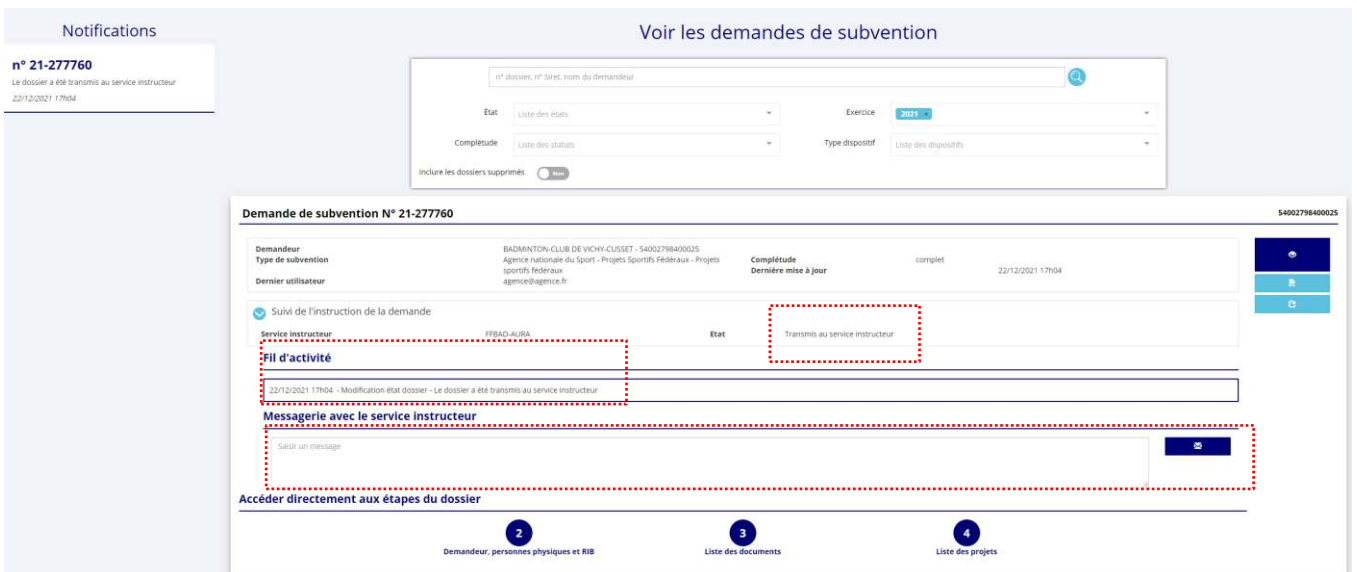 Notifications
n° 21-277760
Le dossier a été transmis au service instructeur
22/12/2021 17h04
Voir les demandes de subvention
n° dossier, n° Siret, nom du demandeur
État Liste des états Exercice 2021 ×
Complétude Liste des statuts Type dispositif Liste des dispositifs
Inclure les dossiers supprimés Non
Demande de subvention N° 21-277760 54002798400025
Demandeur BADMINTON-CLUB DE VICHY-CUSSET - 54002798400025
Type de subvention Agence nationale du Sport - Projets Sportifs Fédéraux - Projets Complétude complet
sportifs fédéraux Dernière mise à jour 22/12/2021 17h04
Dernier utilisateur agence@agence.fr
Suivi de l'instruction de la demande
Service instructeur FFBAD-AURA Etat Transmis au service instructeur
Fil d'activité
22/12/2021 17h04 - Modification état dossier - Le dossier a été transmis au service instructeur
Messagerie avec le service instructeur
Saisir un message
Accéder directement aux étapes du dossier
2 3 4
Demandeur, personnes physiques et RIB Liste des documents Liste des projets